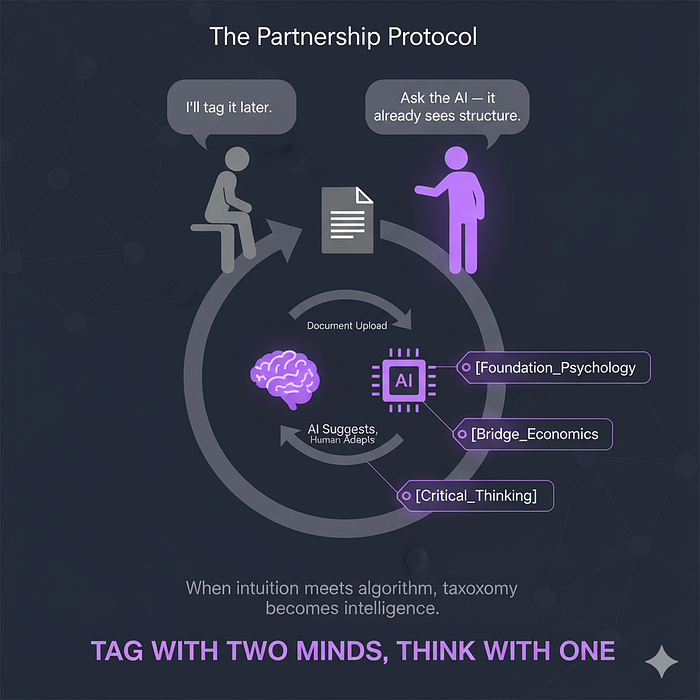 The Partnership Protocol
I'll tag it later.
Ask the AI — it
already sees structure.
Document Upload
AI
[Foundation_Psychology
[Bridge_Economics
AI Suggests,
Human Adapls
[Critical_Thinking]
When intuition meets algorithm, taxoxomy
becomes intelligence.
TAG WITH TWO MINDS, THINK WITH ONE